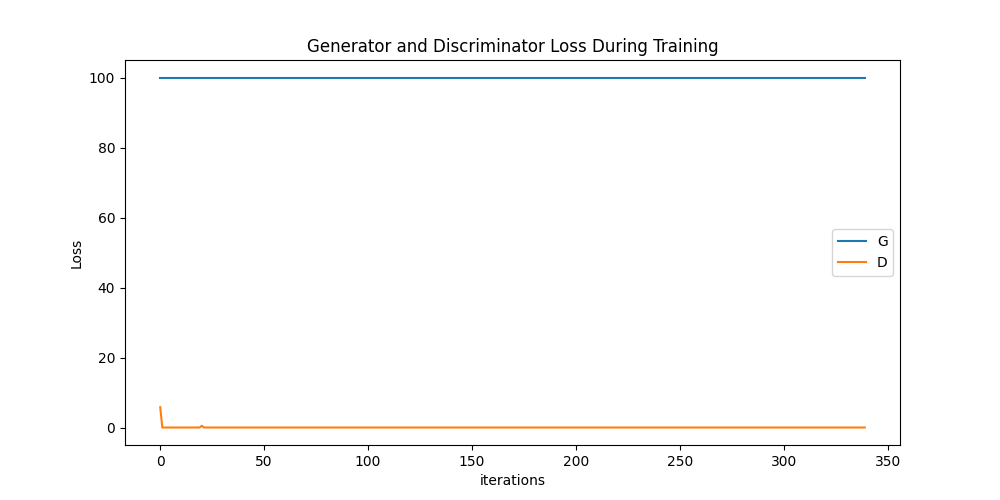 Generator and Discriminator Loss During Training
100
80
60
40
20
0
Loss
G
D
0 50 100 150 200 250 300 350
iterations